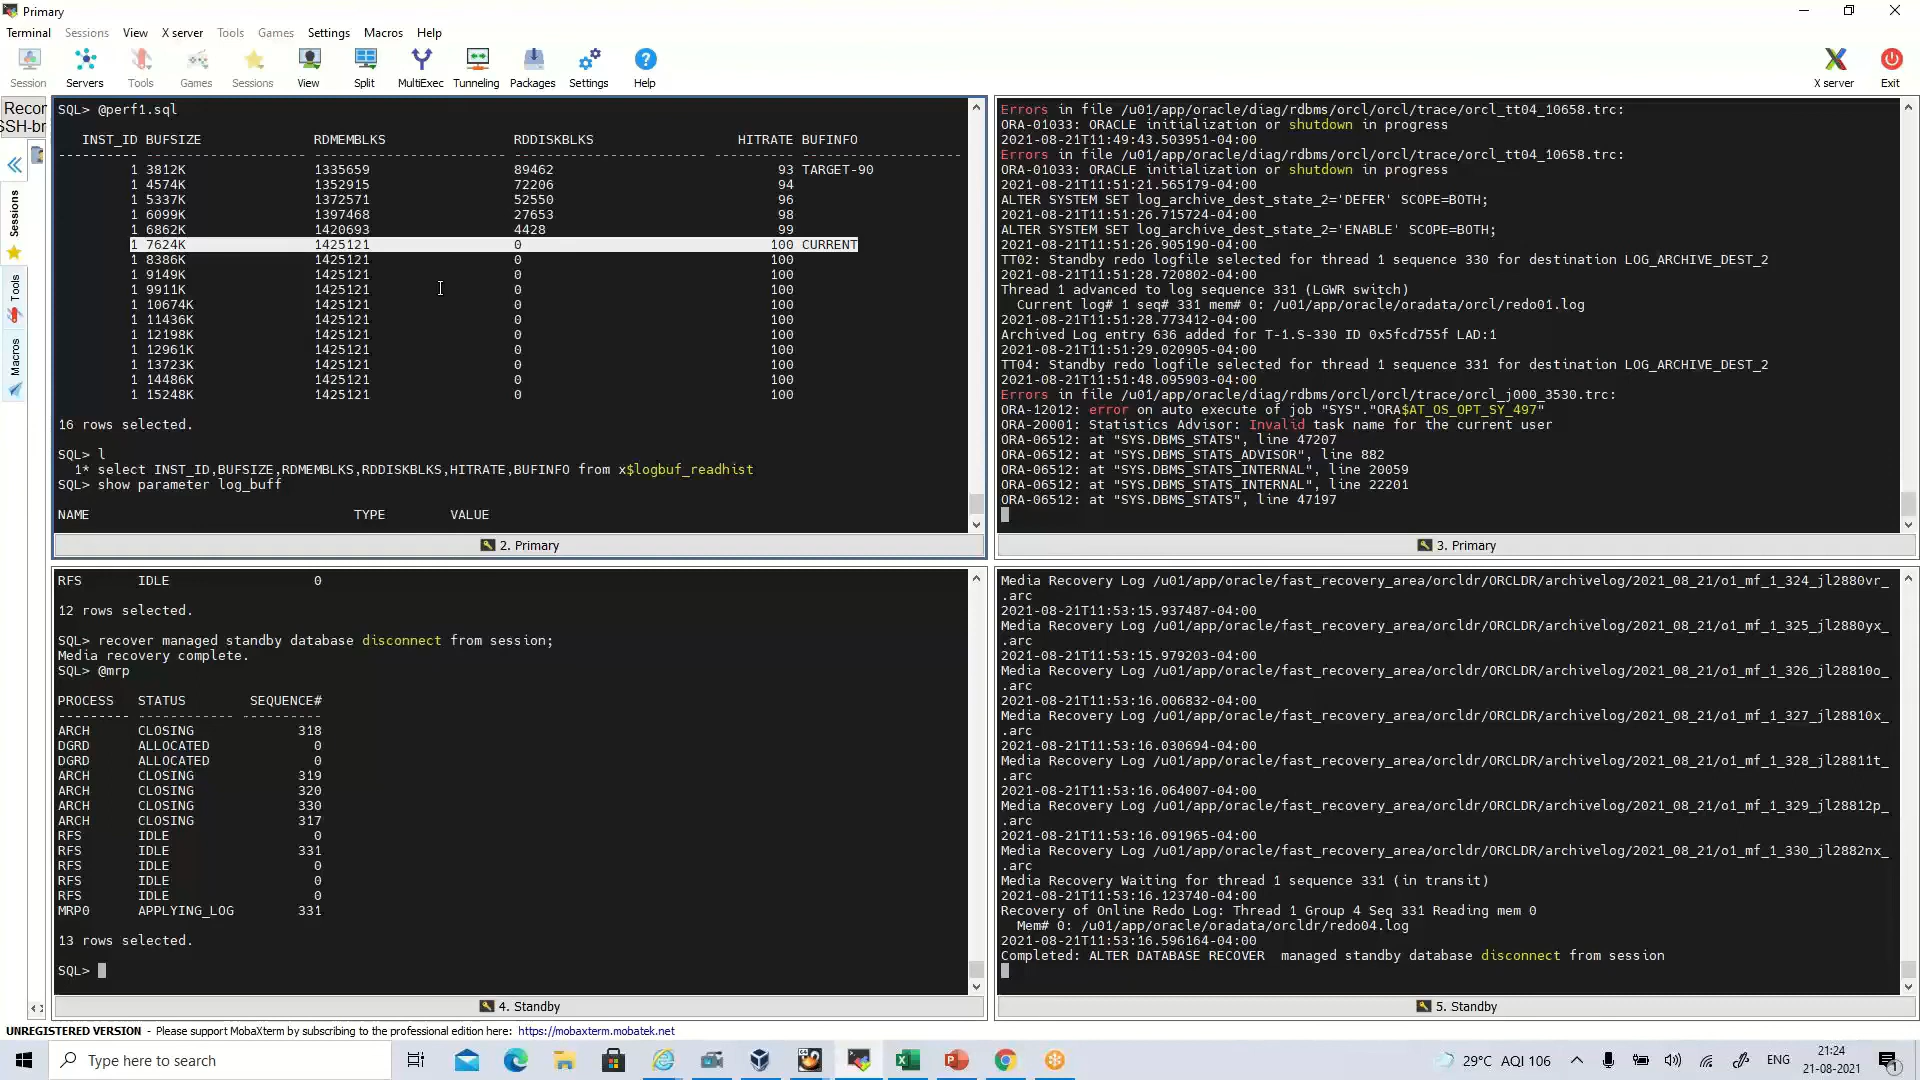 Primary
Terminal Sessions View X server Tools Games Settings Macros Help
Session Servers Tools Games Sessions View Split MultiExec Tunneling Packages Settings Help X server Exit
Recor
SSH-br
Sessions
Tools
Macros
SQL> @perf1.sql
INST_ID BUFSIZE RDMEMBLKS RDDISKBLKS HITRATE BUFINFO
---------- -------------------- ------------------------ ------------------------ ------- --------------------
1 3812K 1335659 89462 93 TARGET-90
1 4574K 1352915 72206 94
1 5337K 1372571 52550 96
1 6099K 1397468 27653 98
1 6862K 1420693 4428 99
1 7624K 1425121 0 100 CURRENT
1 8386K 1425121 0 100
1 9149K 1425121 0 100
1 9911K 1425121 0 100
1 10674K 1425121 0 100
1 11436K 1425121 0 100
1 12198K 1425121 0 100
1 12961K 1425121 0 100
1 13723K 1425121 0 100
1 14486K 1425121 0 100
1 15248K 1425121 0 100
16 rows selected.
SQL> l
1* select INST_ID,BUFSIZE,RDMEMBLKS,RDDISKBLKS,HITRATE,BUFINFO from x$logbuf_readhist
SQL> show parameter log_buff
NAME TYPE VALUE
2. Primary
Errors in file /u01/app/oracle/diag/rdbms/orcl/orcl/trace/orcl_tt04_10658.trc:
ORA-01033: ORACLE initialization or shutdown in progress
2021-08-21T11:49:43.503951-04:00
Errors in file /u01/app/oracle/diag/rdbms/orcl/orcl/trace/orcl_tt04_10658.trc:
ORA-01033: ORACLE initialization or shutdown in progress
2021-08-21T11:51:21.565179-04:00
ALTER SYSTEM SET log_archive_dest_state_2='DEFER' SCOPE=BOTH;
2021-08-21T11:51:26.715724-04:00
ALTER SYSTEM SET log_archive_dest_state_2='ENABLE' SCOPE=BOTH;
2021-08-21T11:51:26.905190-04:00
TT02: Standby redo logfile selected for thread 1 sequence 330 for destination LOG_ARCHIVE_DEST_2
2021-08-21T11:51:28.720802-04:00
Thread 1 advanced to log sequence 331 (LGWR switch)
Current log# 1 seq# 331 mem# 0: /u01/app/oracle/oradata/orcl/redo01.log
2021-08-21T11:51:28.773412-04:00
Archived Log entry 636 added for T-1.S-330 ID 0x5fcd755f LAD:1
2021-08-21T11:51:29.020905-04:00
TT04: Standby redo logfile selected for thread 1 sequence 331 for destination LOG_ARCHIVE_DEST_2
2021-08-21T11:51:48.095903-04:00
Errors in file /u01/app/oracle/diag/rdbms/orcl/orcl/trace/orcl_j000_3530.trc:
ORA-12012: error on auto execute of job "SYS"."ORA$AT_OS_OPT_SY_497"
ORA-20001: Statistics Advisor: Invalid task name for the current user
ORA-06512: at "SYS.DBMS_STATS", line 47207
ORA-06512: at "SYS.DBMS_STATS_ADVISOR", line 882
ORA-06512: at "SYS.DBMS_STATS_INTERNAL", line 20059
ORA-06512: at "SYS.DBMS_STATS_INTERNAL", line 22201
ORA-06512: at "SYS.DBMS_STATS", line 47197
3. Primary
RFS IDLE 0
12 rows selected.
SQL> recover managed standby database disconnect from session;
Media recovery complete.
SQL> @mrp
PROCESS STATUS SEQUENCE#
--------- ------------ ----------
ARCH CLOSING 318
DGRD ALLOCATED 0
DGRD ALLOCATED 0
ARCH CLOSING 319
ARCH CLOSING 320
ARCH CLOSING 330
ARCH CLOSING 317
RFS IDLE 0
RFS IDLE 331
RFS IDLE 0
RFS IDLE 0
RFS IDLE 0
MRP0 APPLYING_LOG 331
13 rows selected.
SQL>
4. Standby
Media Recovery Log /u01/app/oracle/fast_recovery_area/orcldr/ORCLDR/archivelog/2021_08_21/o1_mf_1_324_jl2880vr_
.arc
2021-08-21T11:53:15.937487-04:00
Media Recovery Log /u01/app/oracle/fast_recovery_area/orcldr/ORCLDR/archivelog/2021_08_21/o1_mf_1_325_jl2880yx_
.arc
2021-08-21T11:53:15.979203-04:00
Media Recovery Log /u01/app/oracle/fast_recovery_area/orcldr/ORCLDR/archivelog/2021_08_21/o1_mf_1_326_jl28810o_
.arc
2021-08-21T11:53:16.006832-04:00
Media Recovery Log /u01/app/oracle/fast_recovery_area/orcldr/ORCLDR/archivelog/2021_08_21/o1_mf_1_327_jl28810x_
.arc
2021-08-21T11:53:16.030694-04:00
Media Recovery Log /u01/app/oracle/fast_recovery_area/orcldr/ORCLDR/archivelog/2021_08_21/o1_mf_1_328_jl28811t_
.arc
2021-08-21T11:53:16.064007-04:00
Media Recovery Log /u01/app/oracle/fast_recovery_area/orcldr/ORCLDR/archivelog/2021_08_21/o1_mf_1_329_jl28812p_
.arc
2021-08-21T11:53:16.091965-04:00
Media Recovery Log /u01/app/oracle/fast_recovery_area/orcldr/ORCLDR/archivelog/2021_08_21/o1_mf_1_330_jl2882nx_
.arc
Media Recovery Waiting for thread 1 sequence 331 (in transit)
2021-08-21T11:53:16.123740-04:00
Recovery of Online Redo Log: Thread 1 Group 4 Seq 331 Reading mem 0
Mem# 0: /u01/app/oracle/oradata/orcldr/redo04.log
2021-08-21T11:53:16.596164-04:00
Completed: ALTER DATABASE RECOVER managed standby database disconnect from session
5. Standby
UNREGISTERED VERSION - Please support MobaXterm by subscribing to the professional edition here: https://mobaxterm.mobatek.net
Type here to search
29°C AQI 106
ENG
21:24
21-08-2021
1